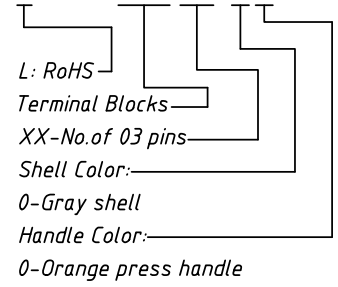 L: RoHS
Terminal Blocks
XX-No.of 03 pins
Shell Color:
0-Gray shell
Handle Color:
0-Orange press handle